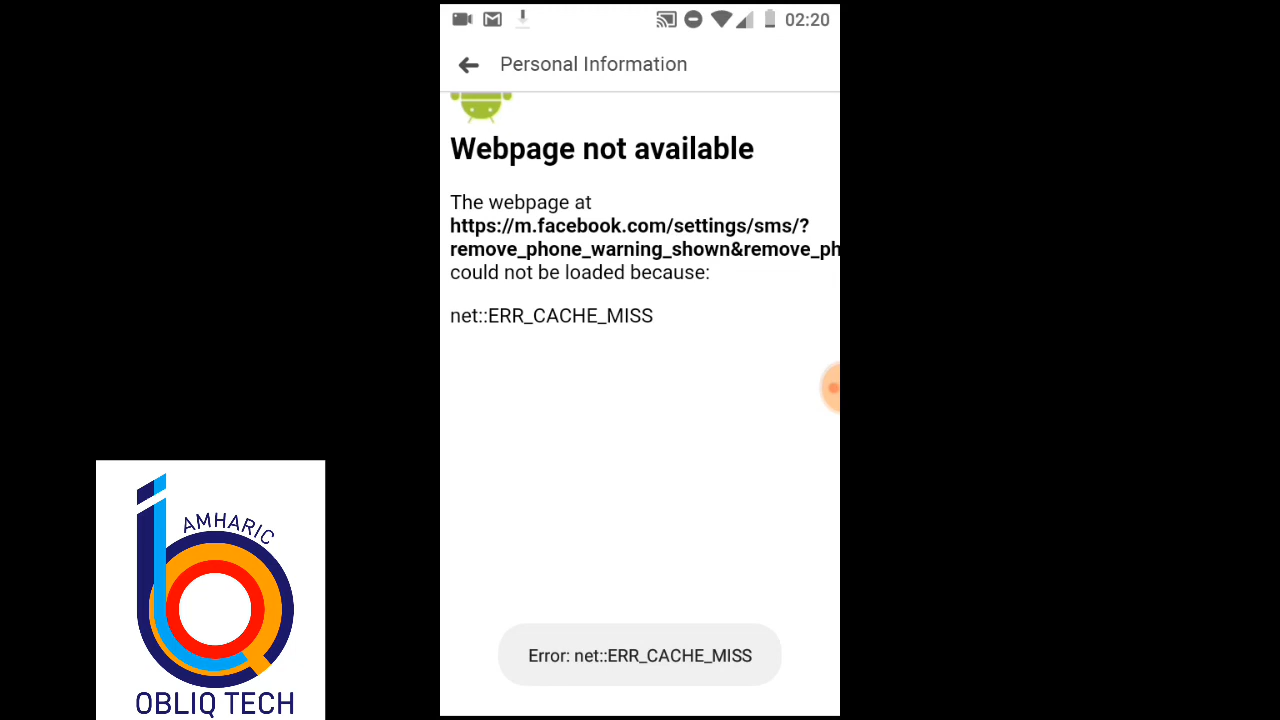 02:20
Personal Information
Webpage not available
The webpage at
https://m.facebook.com/settings/sms/?
remove_phone_warning_shown&remove_ph
could not be loaded because:
net::ERR_CACHE_MISS
Error: net::ERR_CACHE_MISS
AMHARIC
OBLIQ TECH